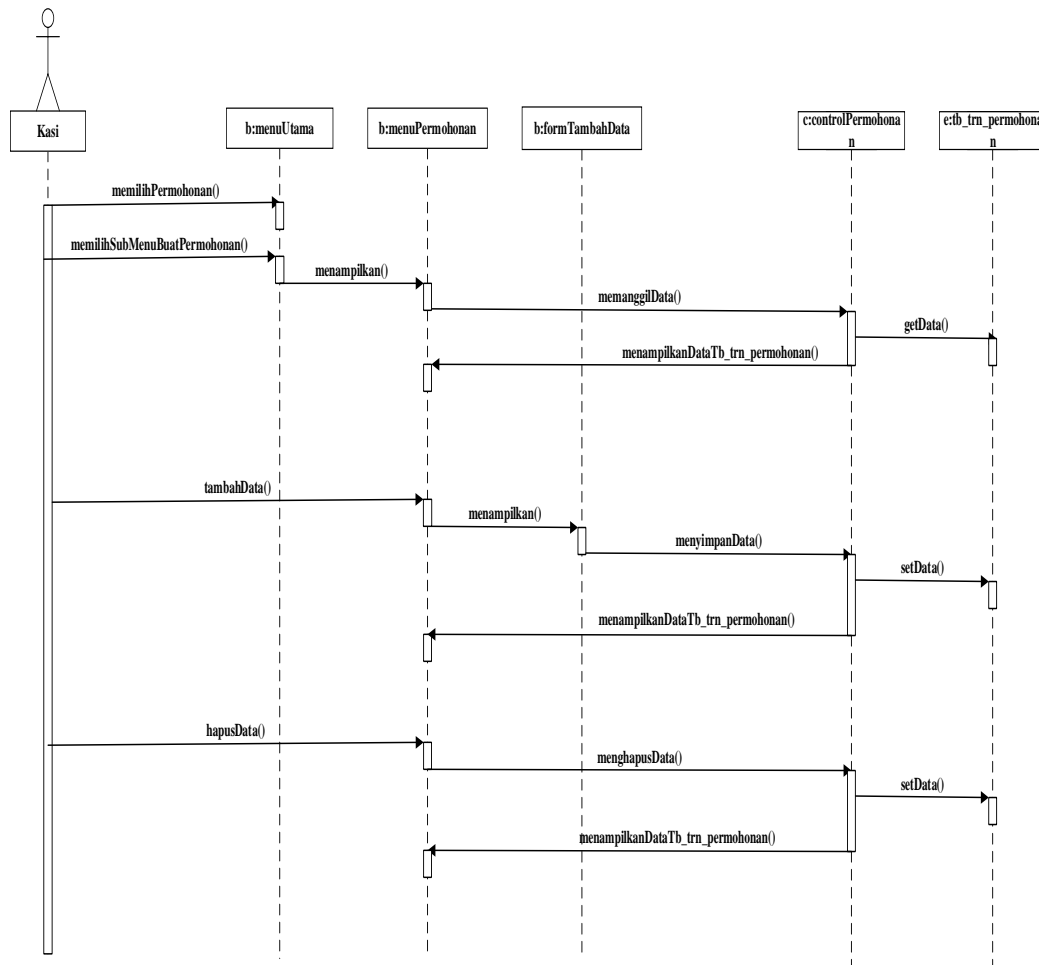 Kasi
b:menuUtama
b:menuPermohonan
b:formTambahData
c:controlPermohona
n
e:tb_trn_permohona
n
memilihPermohonan()
memilihSubMenuBuatPermohonan()
menampilkan()
memanggilData()
getData()
menampilkanDataTb_trn_permohonan()
tambahData()
menampilkan()
menyimpanData()
setData()
menampilkanDataTb_trn_permohonan()
hapusData()
menghapusData()
setData()
menampilkanDataTb_trn_permohonan()